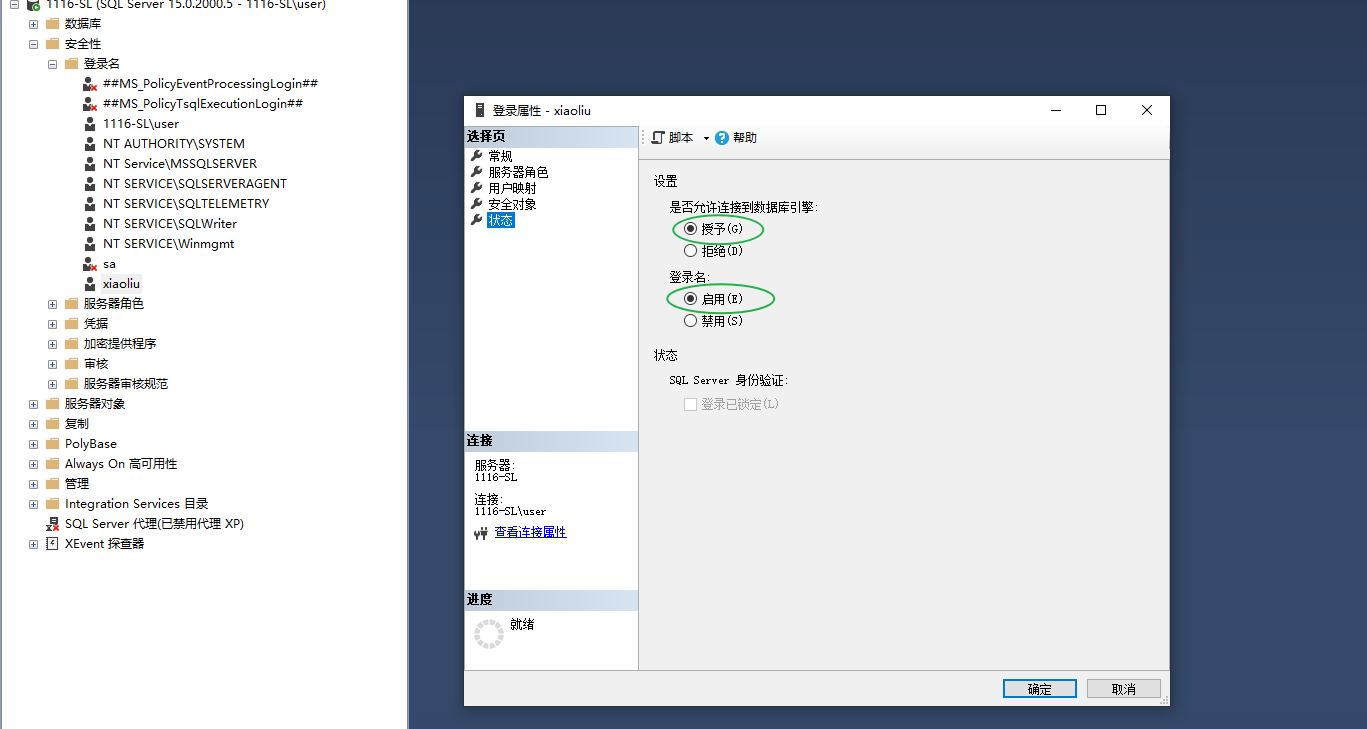 1116-SL (SQL Server 15.0.2000.5 - 1116-SL\user)
数据库
安全性
登录名
##MS_PolicyEventProcessingLogin##
##MS_PolicyTsqlExecutionLogin##
1116-SL\user
NT AUTHORITY\SYSTEM
NT Service\MSSQLSERVER
NT SERVICE\SQLSERVERAGENT
NT SERVICE\SQLTELEMETRY
NT SERVICE\SQLWriter
NT SERVICE\Winmgmt
sa
xiaoliu
服务器角色
凭据
加密提供程序
审核
服务器审核规范
服务器对象
复制
PolyBase
Always On 高可用性
管理
Integration Services 目录
SQL Server 代理(已禁用代理 XP)
XEvent 探查器
登录属性 - xiaoliu
选择页
常规
服务器角色
用户映射
安全对象
状态
连接
服务器:
1116-SL
连接:
1116-SL\user
查看连接属性
进度
就绪
脚本
帮助
设置
是否允许连接到数据库引擎:
授予(G)
拒绝(D)
登录名:
启用(E)
禁用(S)
状态
SQL Server 身份验证:
登录已锁定(L)
确定
取消